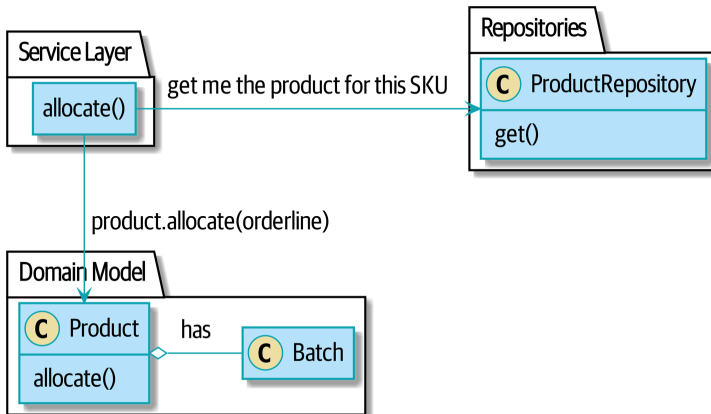 Repositories
Service Layer
C ProductRepository
get me the product for this SKU
allocate()
get()
product.allocate(orderline)
Domain Model
C Product
has
C Batch
allocate()